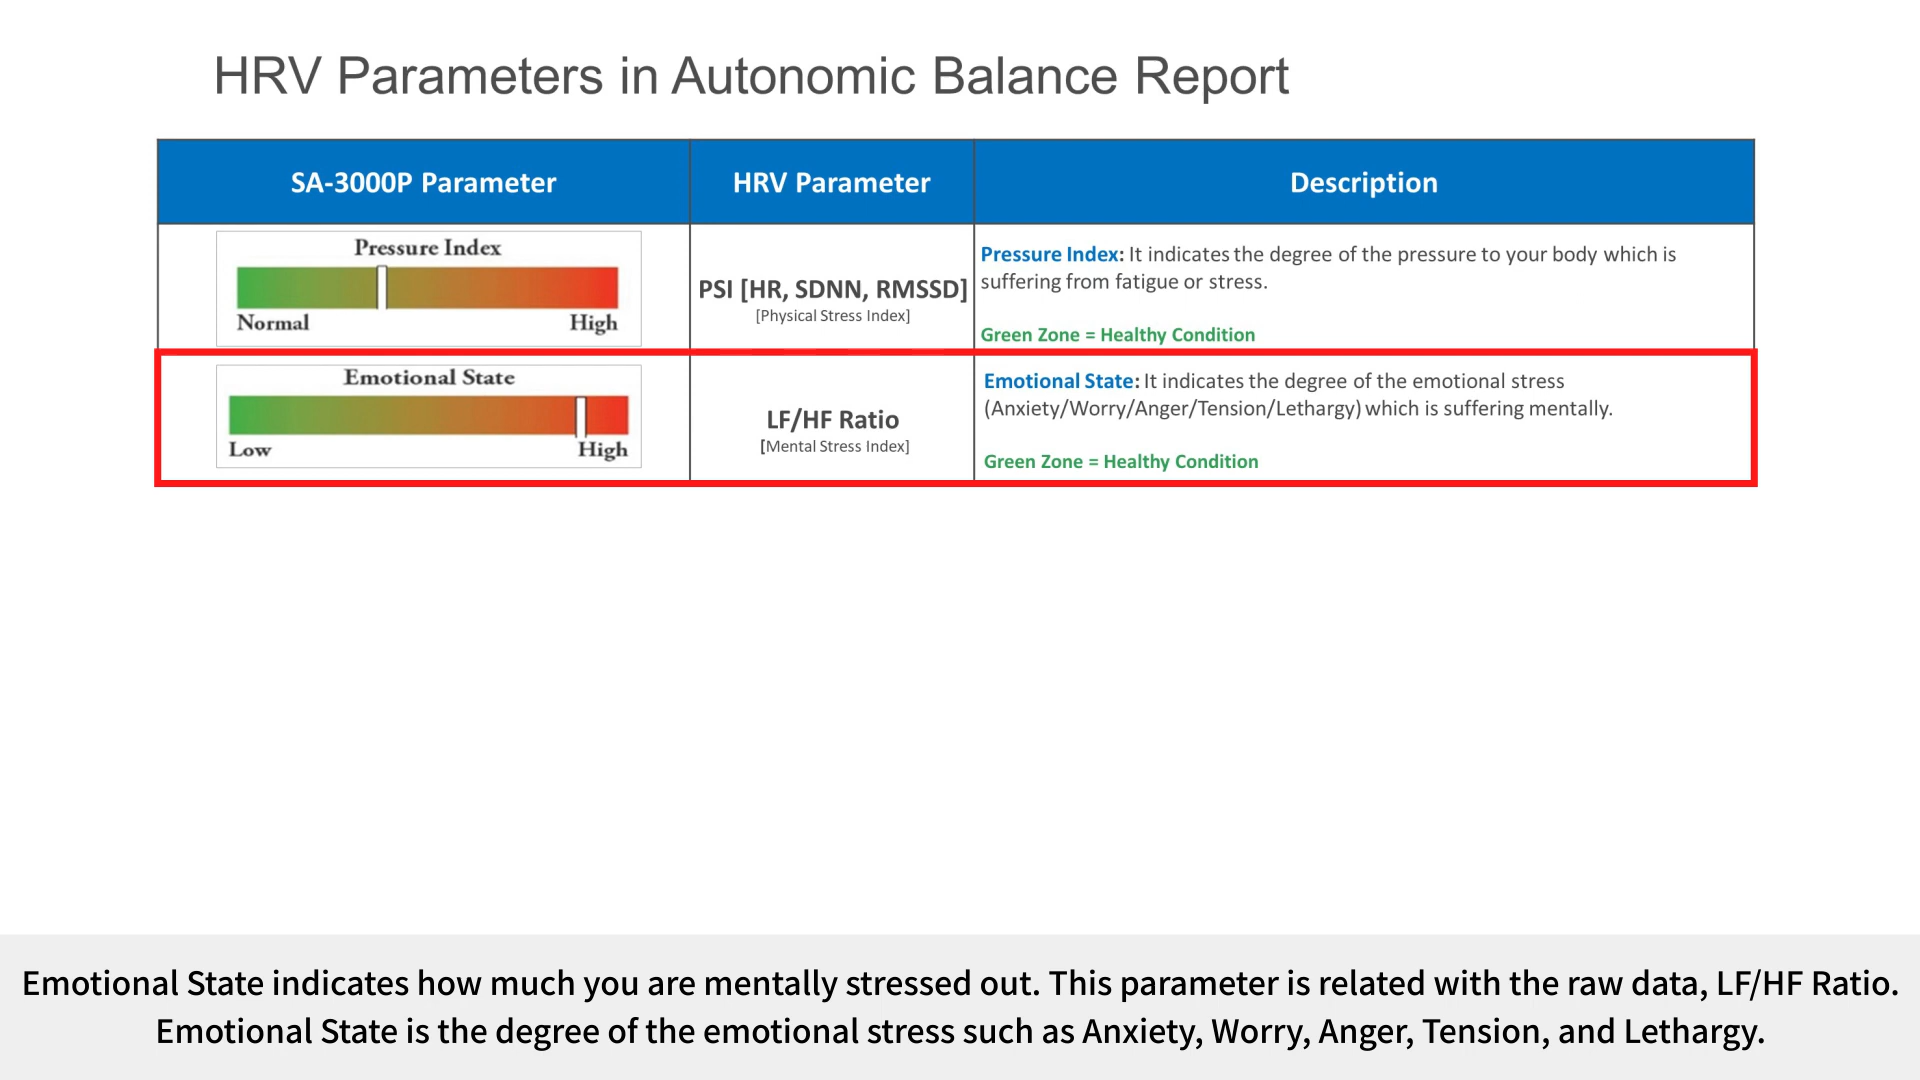 HRV Parameters in Autonomic Balance Report
SA-3000P Parameter
HRV Parameter
Description
Pressure Index
Normal
High
PSI [HR, SDNN, RMSSD]
[Physical Stress Index]
Pressure Index: It indicates the degree of the pressure to your body which is
suffering from fatigue or stress.
Green Zone = Healthy Condition
Emotional State
Low
High
LF/HF Ratio
[Mental Stress Index]
Emotional State: It indicates the degree of the emotional stress
(Anxiety/Worry/Anger/Tension/Lethargy) which is suffering mentally.
Green Zone = Healthy Condition
Emotional State indicates how much you are mentally stressed out. This parameter is related with the raw data, LF/HF Ratio.
Emotional State is the degree of the emotional stress such as Anxiety, Worry, Anger, Tension, and Lethargy.